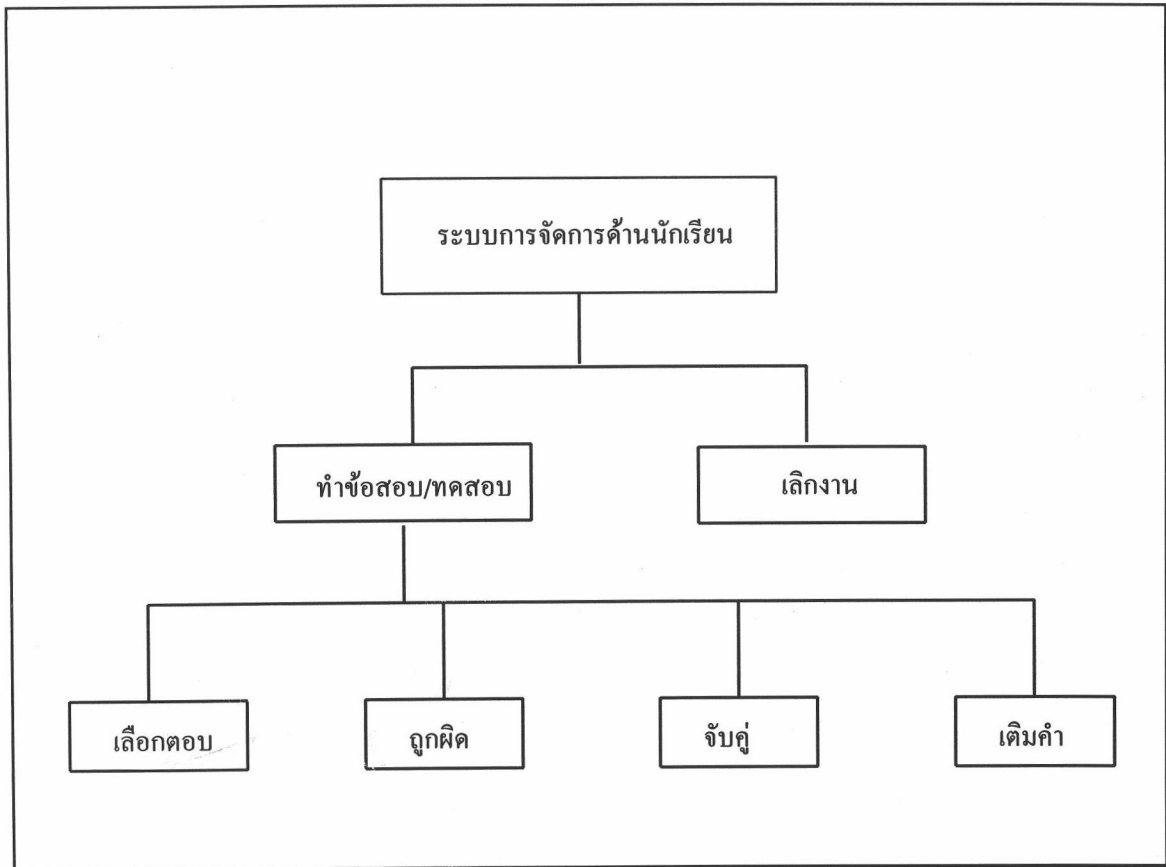 ระบบการจัดการด้านนักเรียน
ทำข้อสอบ/ทดสอบ
เลิกงาน
เลือกตอบ
ถูกผิด
จับคู่
เติมคำ